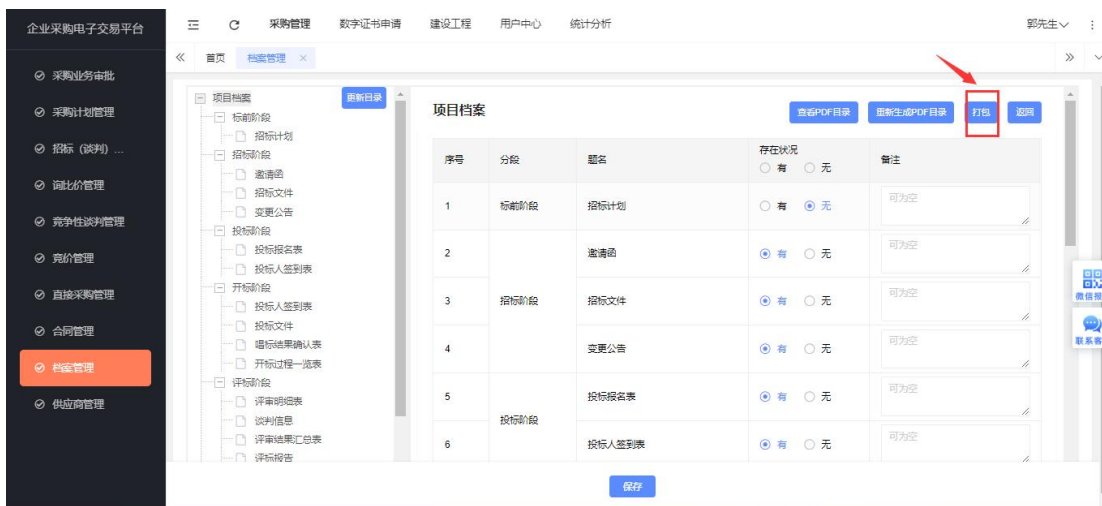 企业采购电子交易平台
采购管理 数字证书申请 建设工程 用户中心 统计分析 郭先生
首页 档案管理 ×
采购业务审批
采购计划管理
招标（谈判）...
询比价管理
竞争性谈判管理
竞价管理
直接采购管理
合同管理
档案管理
供应商管理
项目档案 更新目录
标前阶段
招标计划
招标阶段
邀请函
招标文件
变更公告
投标阶段
投标报名表
投标人签到表
开标阶段
投标人签到表
投标文件
唱标结果确认表
开标过程一览表
评标阶段
评审明细表
谈判信息
评审结果汇总表
评标报告
项目档案 查看PDF目录 重新生成PDF目录 打包 返回
序号 分段 题名 存在状况 备注
有 无
1 标前阶段 招标计划 有 无 可为空
2 邀请函 有 无 可为空
3 招标阶段 招标文件 有 无 可为空
4 变更公告 有 无 可为空
5 投标报名表 有 无 可为空
投标阶段
6 投标人签到表 有 无 可为空
保存
微信报
联系客